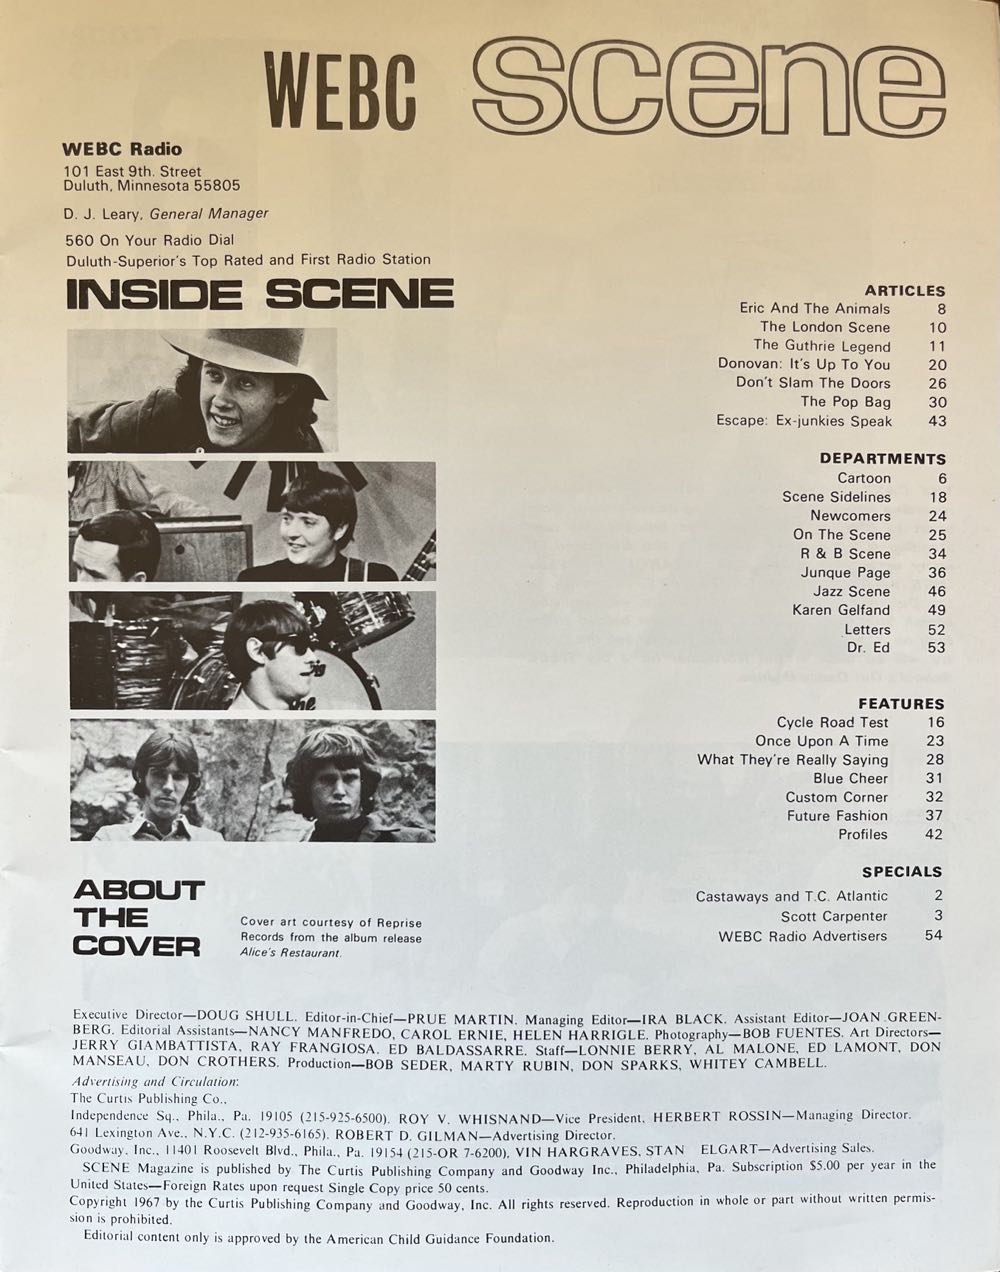 WEBC scene
WEBC Radio
101 East 9th. Street
Duluth, Minnesota 55805
D. J. Leary, General Manager
560 On Your Radio Dial
Duluth-Superior's Top Rated and First Radio Station
INSIDE SCENE
ARTICLES
Eric And The Animals 8
The London Scene 10
The Guthrie Legend 11
Donovan: It's Up To You 20
Don't Slam The Doors 26
The Pop Bag 30
Escape: Ex-junkies Speak 43
DEPARTMENTS
Cartoon 6
Scene Sidelines 18
Newcomers 24
On The Scene 25
R & B Scene 34
Junque Page 36
Jazz Scene 46
Karen Gelfand 49
Letters 52
Dr. Ed 53
FEATURES
Cycle Road Test 16
Once Upon A Time 23
What They're Really Saying 28
Blue Cheer 31
Custom Corner 32
Future Fashion 37
Profiles 42
SPECIALS
Castaways and T.C. Atlantic 2
Scott Carpenter 3
WEBC Radio Advertisers 54
ABOUT
THE
COVER
Cover art courtesy of Reprise
Records from the album release
Alice's Restaurant.
Executive Director—DOUG SHULL. Editor-in-Chief—PRUE MARTIN. Managing Editor—IRA BLACK. Assistant Editor—JOAN GREEN-
BERG. Editorial Assistants—NANCY MANFREDO, CAROL ERNIE, HELEN HARRIGLE. Photography—BOB FUENTES. Art Directors—
JERRY GIAMBATTISTA, RAY FRANGIOSA, ED BALDASSARRE. Staff—LONNIE BERRY, AL MALONE, ED LAMONT, DON
MANSEAU, DON CROTHERS. Production—BOB SEDER, MARTY RUBIN, DON SPARKS, WHITEY CAMBELL.
Advertising and Circulation:
The Curtis Publishing Co.,
Independence Sq., Phila., Pa. 19105 (215-925-6500). ROY V. WHISNAND—Vice President, HERBERT ROSSIN—Managing Director.
641 Lexington Ave., N.Y.C. (212-935-6165). ROBERT D. GILMAN—Advertising Director.
Goodway, Inc., 11401 Roosevelt Blvd., Phila., Pa. 19154 (215-OR 7-6200), VIN HARGRAVES, STAN ELGART—Advertising Sales.
SCENE Magazine is published by The Curtis Publishing Company and Goodway Inc., Philadelphia, Pa. Subscription $5.00 per year in the
United States—Foreign Rates upon request Single Copy price 50 cents.
Copyright 1967 by the Curtis Publishing Company and Goodway, Inc. All rights reserved. Reproduction in whole or part without written permis-
sion is prohibited.
Editorial content only is approved by the American Child Guidance Foundation.